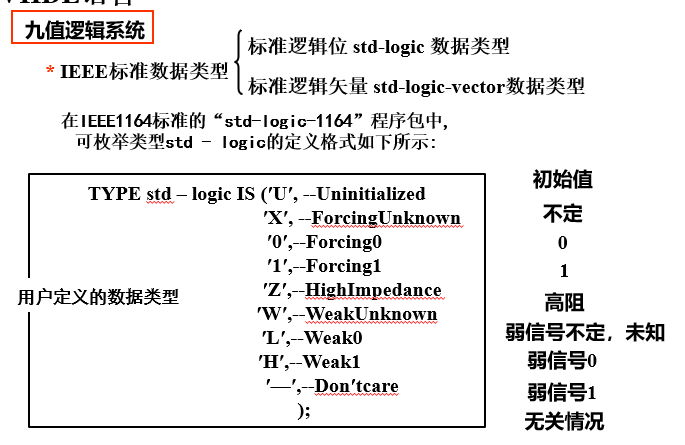 九值逻辑系统
* IEEE标准数据类型
标准逻辑位 std-logic 数据类型
标准逻辑矢量 std-logic-vector数据类型
在IEEE1164标准的“std-logic-1164”程序包中，
可枚举类型std － logic的定义格式如下所示：
用户定义的数据类型
TYPE std – logic IS (′U′, --Uninitialized
′X′, --ForcingUnknown
′0′,--Forcing0
′1′,--Forcing1
′Z′,--HighImpedance
′W′,--WeakUnknown
′L′,--Weak0
′H′,--Weak1
′—′,--Don′tcare
);
初始值
不定
0
1
高阻
弱信号不定，未知
弱信号0
弱信号1
无关情况